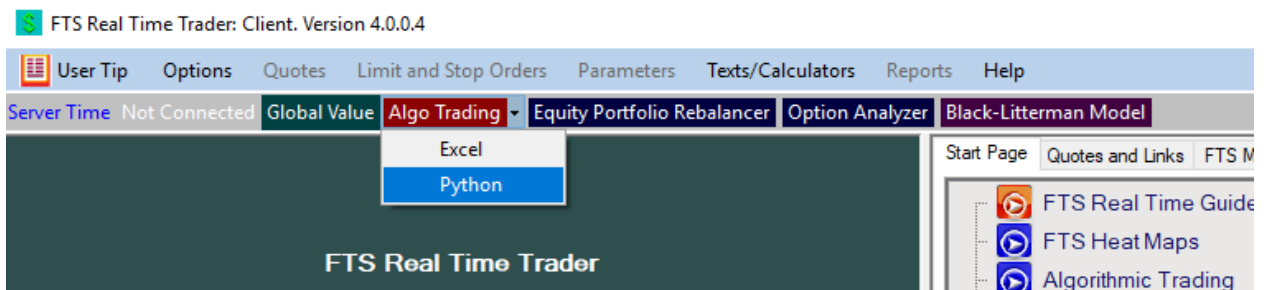 FTS Real Time Trader: Client. Version 4.0.0.4
User Tip Options Quotes Limit and Stop Orders Parameters Texts/Calculators Reports Help
Server Time Not Connected Global Value Algo Trading Equity Portfolio Rebalancer Option Analyzer Black-Litterman Model
Excel
Python
FTS Real Time Trader
Start Page Quotes and Links FTS M
FTS Real Time Guide
FTS Heat Maps
Algorithmic Trading